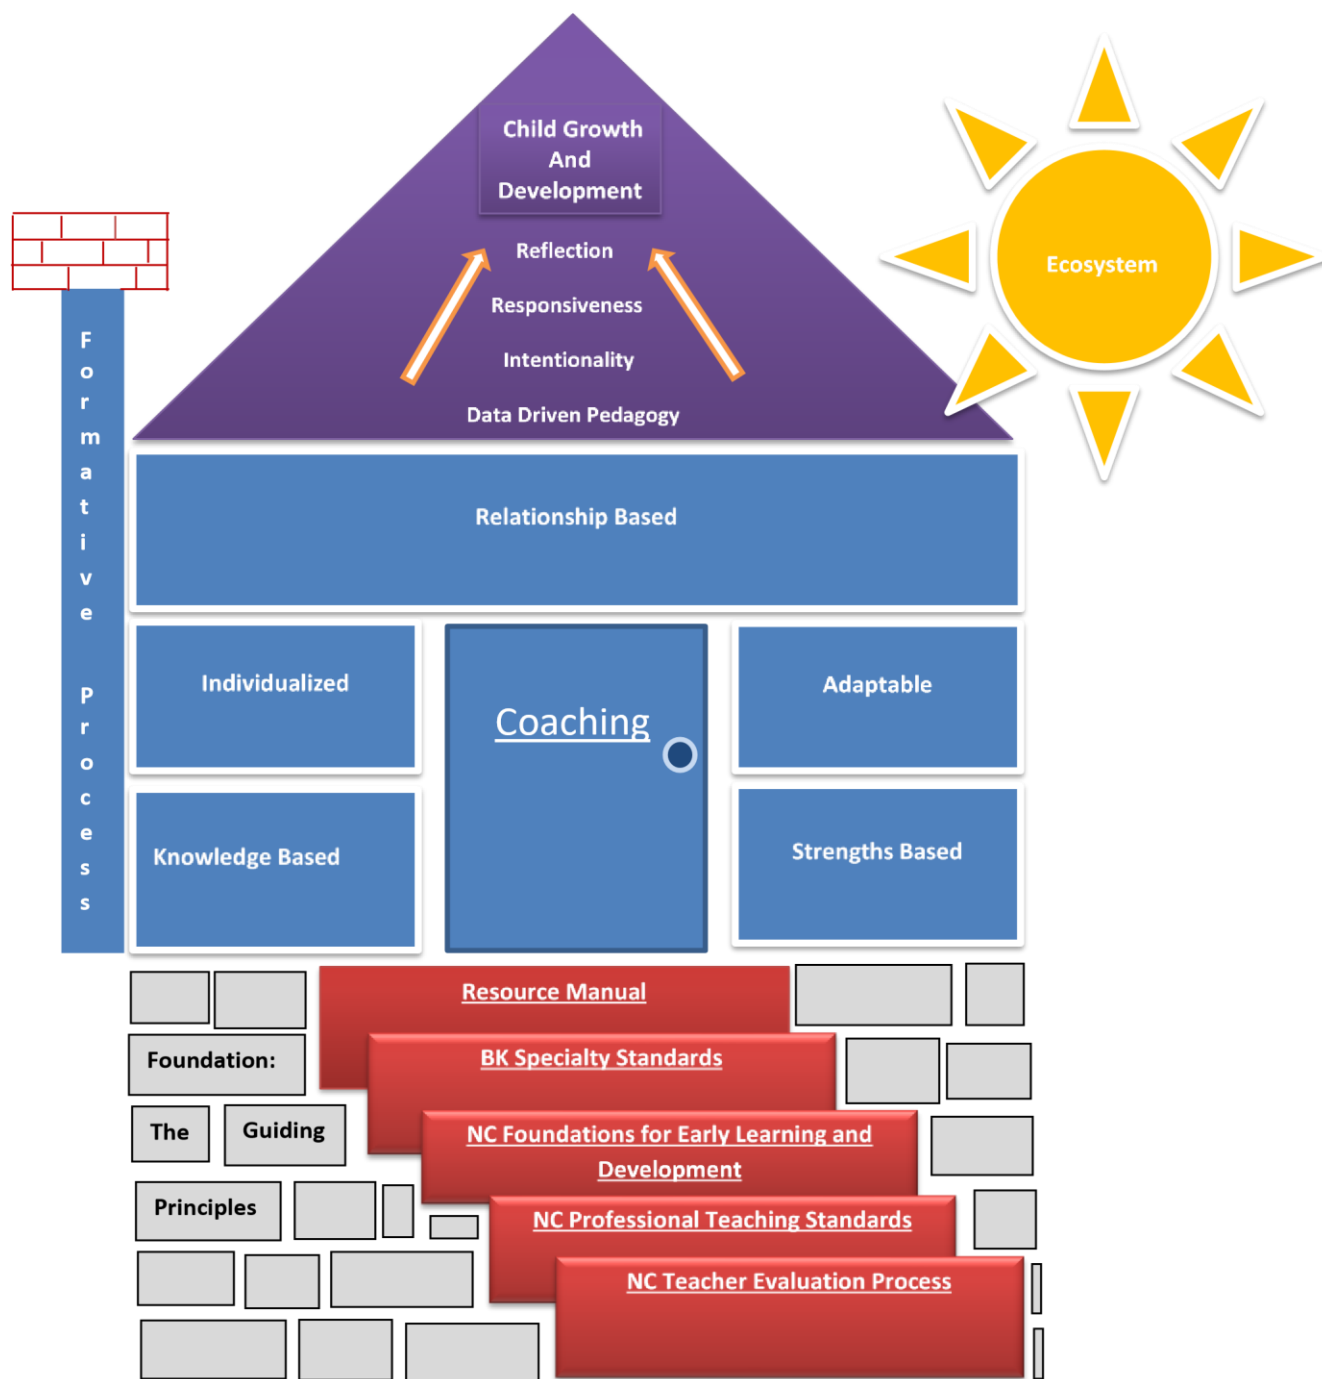 Child Growth
And
Development
Reflection
Responsiveness
Intentionality
Data Driven Pedagogy
Ecosystem
Formative Process
Relationship Based
Individualized
Coaching
Adaptable
Knowledge Based
Strengths Based
Resource Manual
Foundation:
BK Specialty Standards
The Guiding
NC Foundations for Early Learning and
Development
Principles
NC Professional Teaching Standards
NC Teacher Evaluation Process